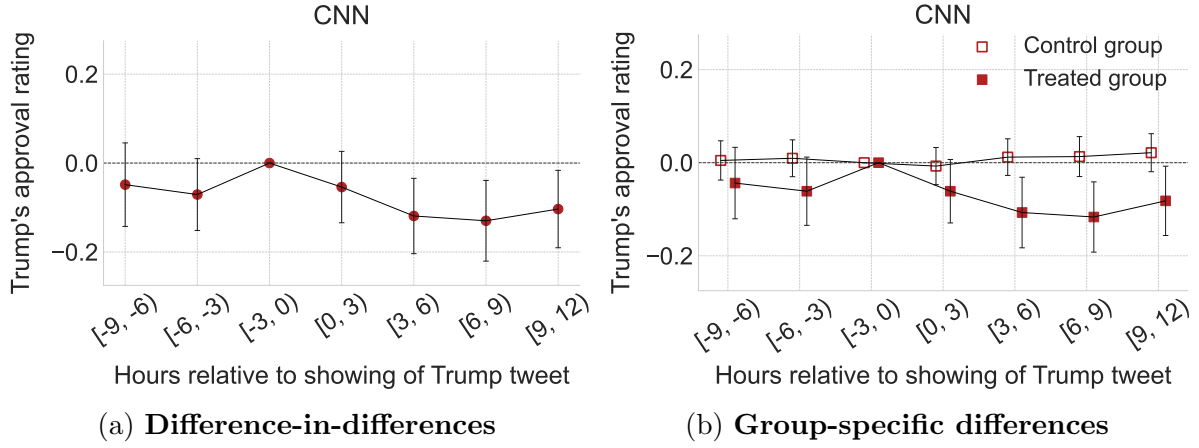 CNN
Trump's approval rating
0.2
0.0
−0.2
[-9, -6)
[-6, -3)
[-3, 0)
[0, 3)
[3, 6)
[6, 9)
[9, 12)
Hours relative to showing of Trump tweet
(a) Difference-in-differences
CNN
Control group
Treated group
Trump's approval rating
0.2
0.0
−0.2
[-9, -6)
[-6, -3)
[-3, 0)
[0, 3)
[3, 6)
[6, 9)
[9, 12)
Hours relative to showing of Trump tweet
(b) Group-specific differences